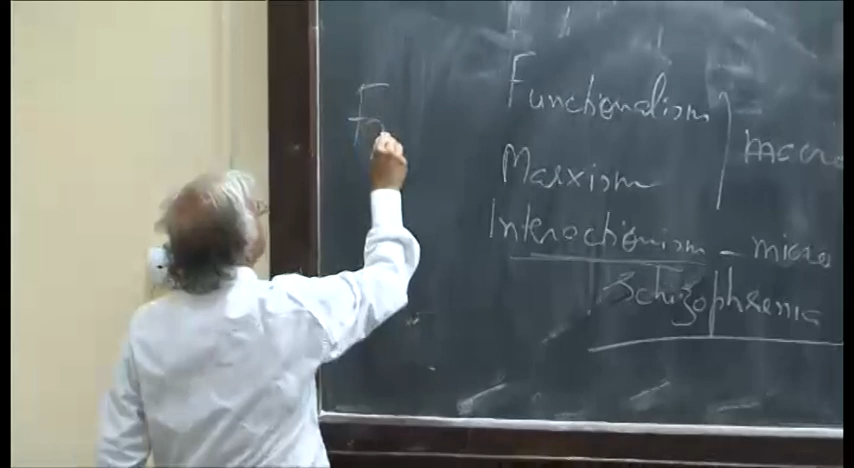 F
Functionalism
macro
Marxism
Interactionism - micro
Schizophrenia